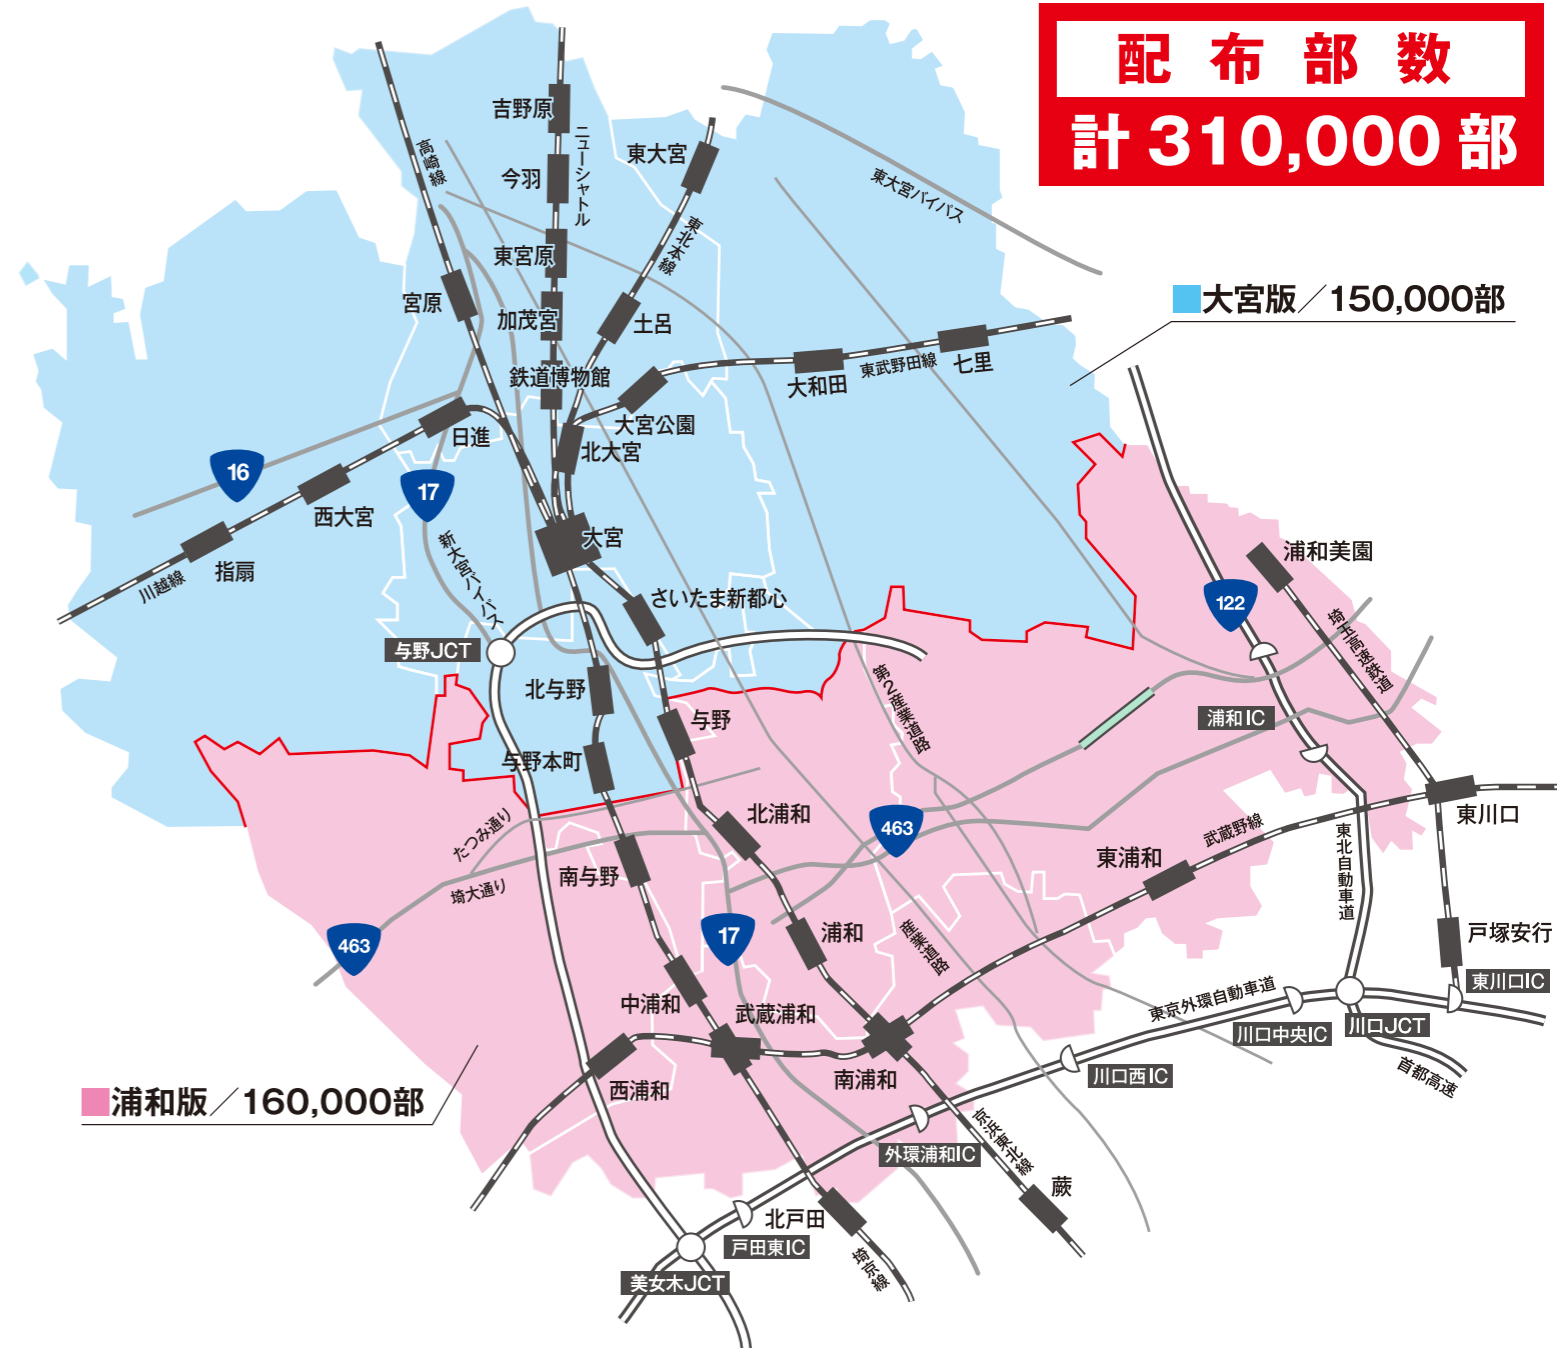 配布部数
計310,000部
吉野原
ニューシャトル
高崎線
東大宮
今羽
東大宮バイパス
東北本線
東宮原
宮原
加茂宮
土呂
大宮版／150,000部
鉄道博物館
大和田
東武野田線
七里
大宮公園
日進
北大宮
16
17
西大宮
大宮
新大宮バイパス
指扇
川越線
浦和美園
さいたま新都心
122
埼玉高速鉄道
与野JCT
北与野
第2産業道路
与野
浦和IC
与野本町
たつみ通り
北浦和
463
東川口
武蔵野線
東浦和
東北自動車道
南与野
埼大通り
463
17
浦和
産業道路
戸塚安行
東川口IC
中浦和
武蔵浦和
東京外環自動車道
川口中央IC
川口JCT
西浦和
南浦和
川口西IC
首都高速
浦和版／160,000部
京浜東北線
外環浦和IC
蕨
北戸田
戸田東IC
埼京線
美女木JCT